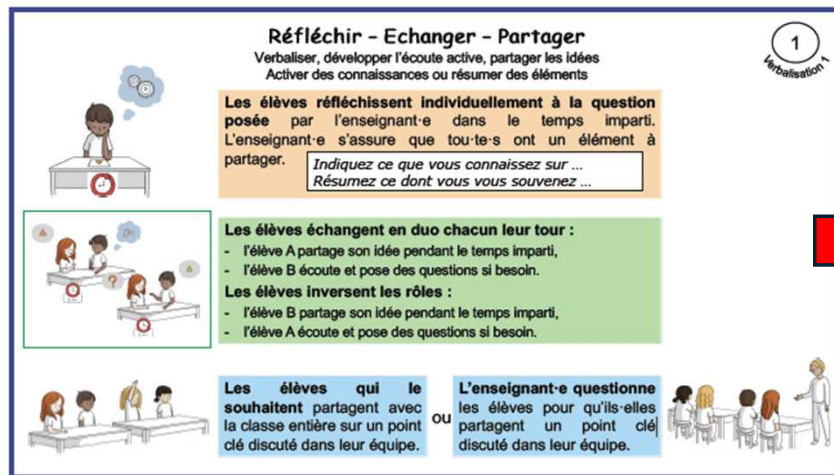 Réfléchir – Echanger – Partager
Verbaliser, développer l'écoute active, partager les idées
Activer des connaissances ou résumer des éléments
1
Verbalisation 1
Les élèves réfléchissent individuellement à la question
posée par l'enseignant·e dans le temps imparti.
L'enseignant·e s'assure que tou·te·s ont un élément à
partager.
Indiquez ce que vous connaissez sur ...
Résumez ce dont vous vous souvenez ...
Les élèves échangent en duo chacun leur tour :
- l'élève A partage son idée pendant le temps imparti,
- l'élève B écoute et pose des questions si besoin.
Les élèves inversent les rôles :
- l'élève B partage son idée pendant le temps imparti,
- l'élève A écoute et pose des questions si besoin.
Les élèves qui le
souhaitent partagent avec
la classe entière sur un point
clé discuté dans leur équipe.
ou
L'enseignant·e questionne
les élèves pour qu'ils·elles
partagent un point clé
discuté dans leur équipe.